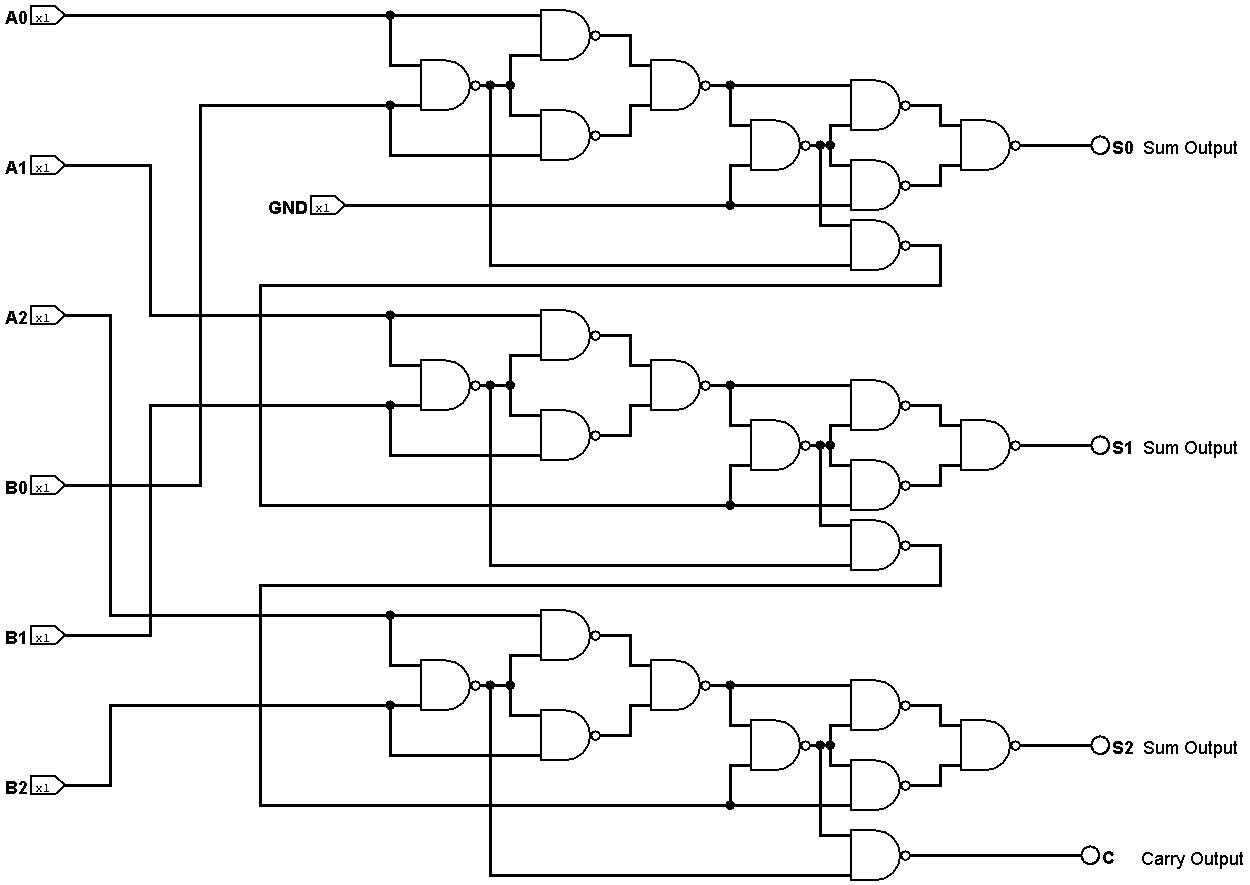 A0 x1
A1 x1
GND x1
S0 Sum Output
A2 x1
B0 x1
S1 Sum Output
B1 x1
B2 x1
S2 Sum Output
C Carry Output